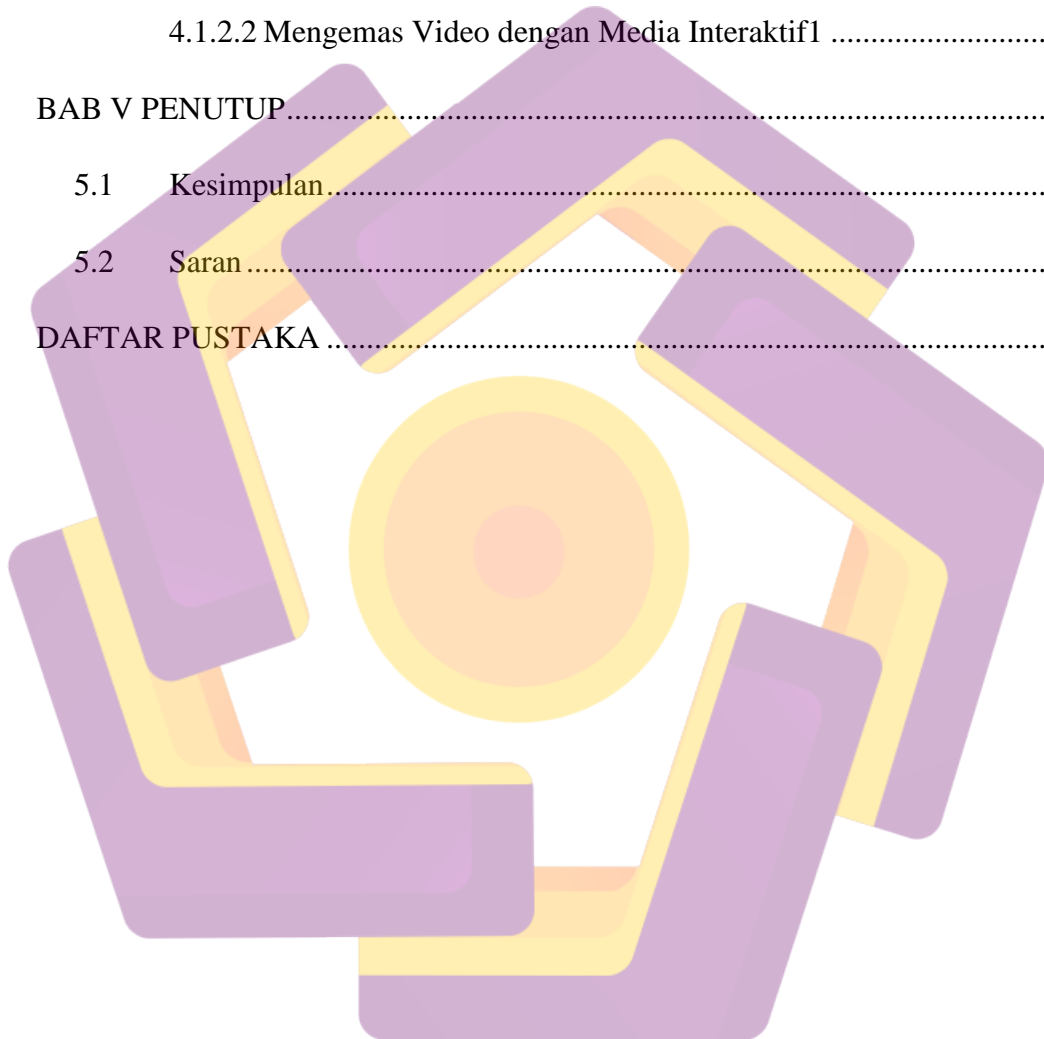 4.1.2.2 Mengemas Video dengan Media Interaktif1 ...........................
BAB V PENUTUP................................................................................................
5.1 Kesimpulan...........................................................................................
5.2 Saran.....................................................................................................
DAFTAR PUSTAKA ...........................................................................................